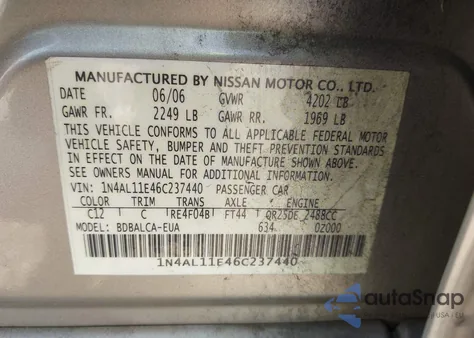 MANUFACTURED BY NISSAN MOTOR CO., LTD.
DATE 06/06 GVWR 4202 LB
GAWR FR. 2249 LB GAWR RR. 1969 LB
THIS VEHICLE CONFORMS TO ALL APPLICABLE FEDERAL MOTOR
VEHICLE SAFETY, BUMPER AND THEFT PREVENTION STANDARDS
IN EFFECT ON THE DATE OF MANUFACTURE SHOWN ABOVE.
SEE OWNERS MANUAL FOR ADDITIONAL INFORMATION.
VIN: 1N4AL11E46C237440 PASSENGER CAR
COLOR TRIM TRANS AXLE ENGINE
C12 C RE4F04B FT44 QR25DE 2488CC
MODEL: BDBALCA-EUA 634 0Z000
1N4AL11E46C237440
autoSnap